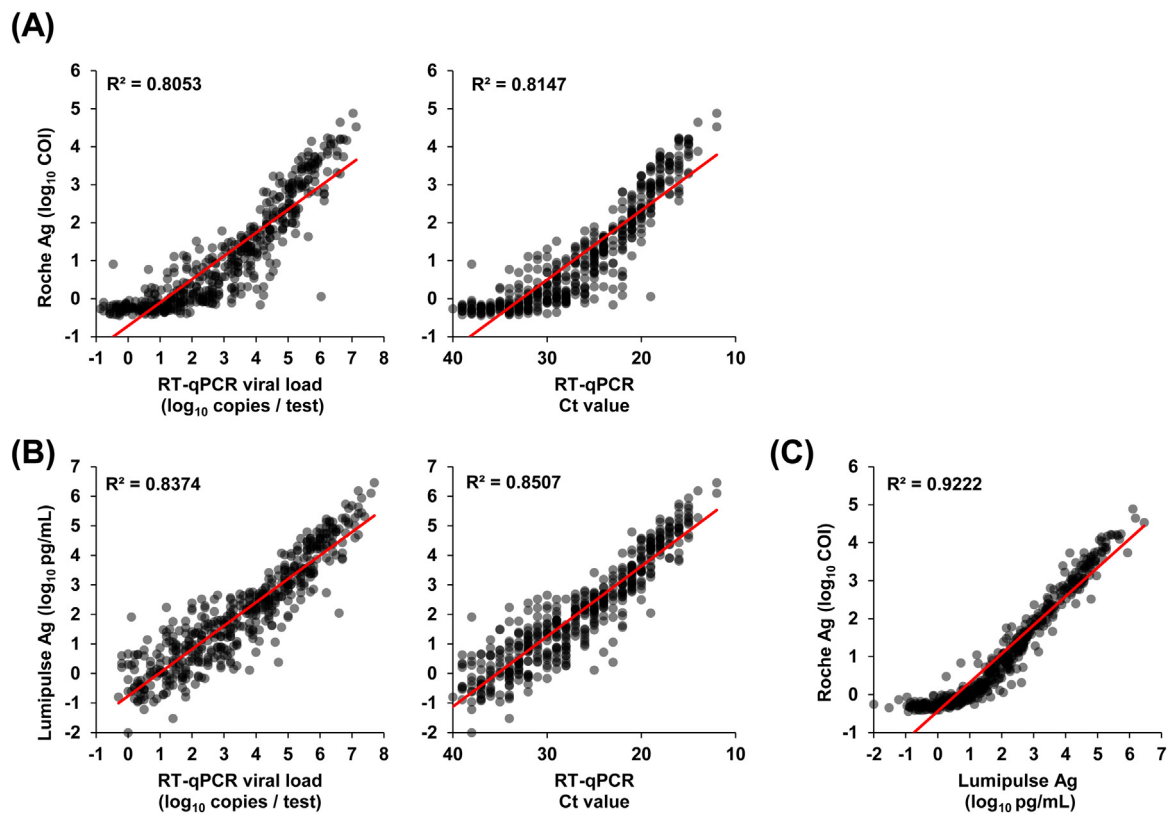 (A)
R² = 0.8053
Roche Ag (log₁₀ COI)
6
5
4
3
2
1
0
-1
-1 0 1 2 3 4 5 6 7 8
RT-qPCR viral load
(log₁₀ copies / test)
R² = 0.8147
6
5
4
3
2
1
0
-1
40 30 20 10
RT-qPCR
Ct value
(B)
R² = 0.8374
Lumipulse Ag (log₁₀ pg/mL)
7
6
5
4
3
2
1
0
-1
-2
-1 0 1 2 3 4 5 6 7 8
RT-qPCR viral load
(log₁₀ copies / test)
R² = 0.8507
7
6
5
4
3
2
1
0
-1
-2
40 30 20 10
RT-qPCR
Ct value
(C)
R² = 0.9222
Roche Ag (log₁₀ COI)
6
5
4
3
2
1
0
-1
-2 -1 0 1 2 3 4 5 6 7
Lumipulse Ag
(log₁₀ pg/mL)